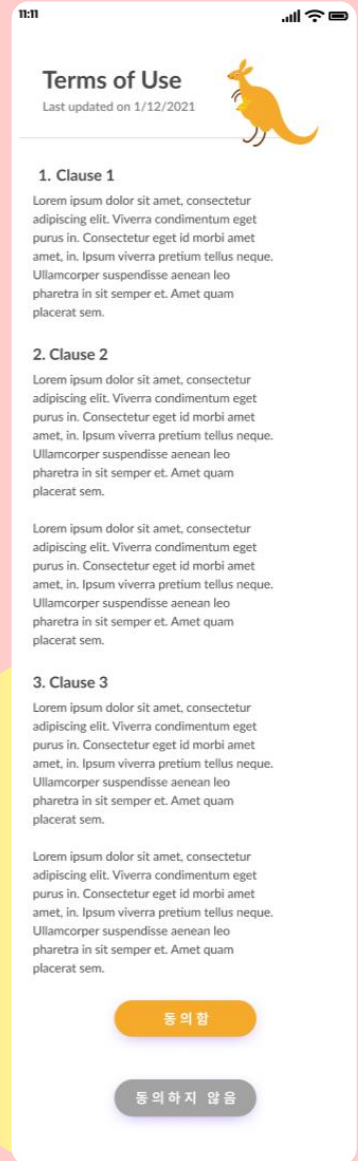 11:11
Terms of Use
Last updated on 1/12/2021
1. Clause 1
Lorem ipsum dolor sit amet, consectetur
adipiscing elit. Viverra condimentum eget
purus in. Consectetur eget id morbi amet
amet, in. Ipsum viverra pretium tellus neque.
Ullamcorper suspendisse aenean leo
pharetra in sit semper et. Amet quam
placerat sem.
2. Clause 2
Lorem ipsum dolor sit amet, consectetur
adipiscing elit. Viverra condimentum eget
purus in. Consectetur eget id morbi amet
amet, in. Ipsum viverra pretium tellus neque.
Ullamcorper suspendisse aenean leo
pharetra in sit semper et. Amet quam
placerat sem.
Lorem ipsum dolor sit amet, consectetur
adipiscing elit. Viverra condimentum eget
purus in. Consectetur eget id morbi amet
amet, in. Ipsum viverra pretium tellus neque.
Ullamcorper suspendisse aenean leo
pharetra in sit semper et. Amet quam
placerat sem.
3. Clause 3
Lorem ipsum dolor sit amet, consectetur
adipiscing elit. Viverra condimentum eget
purus in. Consectetur eget id morbi amet
amet, in. Ipsum viverra pretium tellus neque.
Ullamcorper suspendisse aenean leo
pharetra in sit semper et. Amet quam
placerat sem.
Lorem ipsum dolor sit amet, consectetur
adipiscing elit. Viverra condimentum eget
purus in. Consectetur eget id morbi amet
amet, in. Ipsum viverra pretium tellus neque.
Ullamcorper suspendisse aenean leo
pharetra in sit semper et. Amet quam
placerat sem.
동의함
동의하지 않음